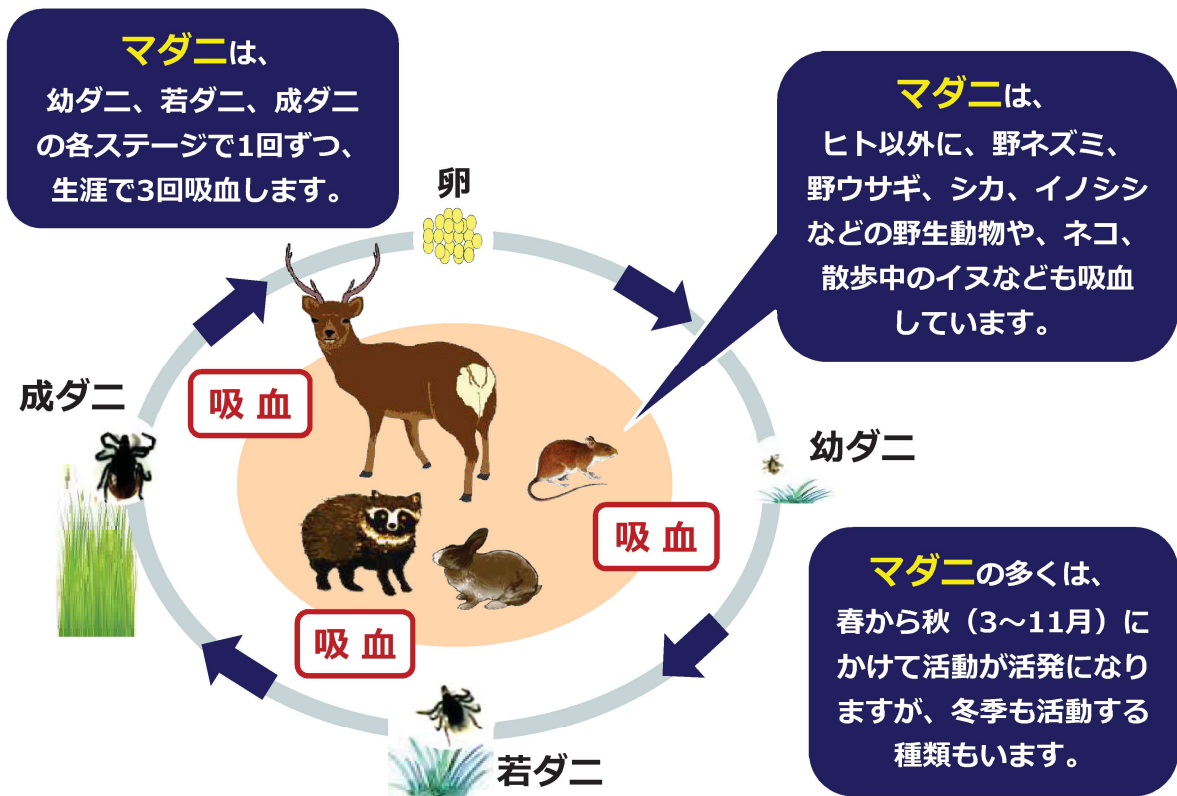 マダニは、
幼ダニ、若ダニ、成ダニ
の各ステージで1回ずつ、
生涯で3回吸血します。
マダニは、
ヒト以外に、野ネズミ、
野ウサギ、シカ、イノシシ
などの野生動物や、ネコ、
散歩中のイヌなども吸血
しています。
卵
成ダニ
吸血
幼ダニ
吸血
吸血
若ダニ
マダニの多くは、
春から秋（3～11月）に
かけて活動が活発になり
ますが、冬季も活動する
種類もいます。